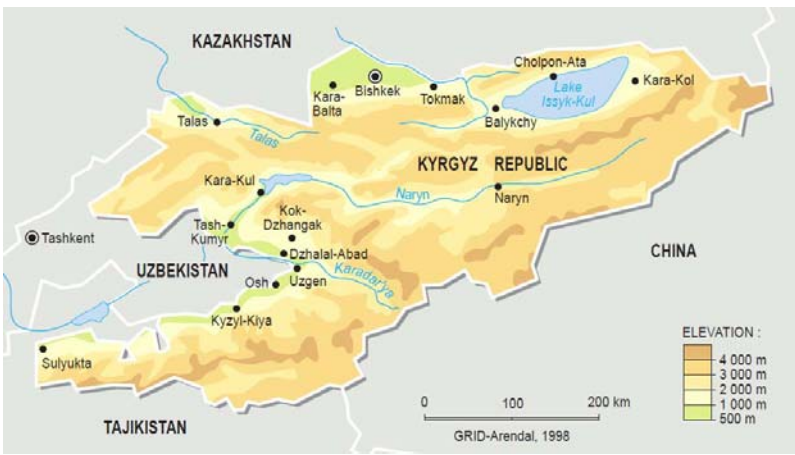 KAZAKHSTAN
Cholpon-Ata
Bishkek
Kara-
Balta
Tokmak
Lake
Issyk-Kul
Kara-Kol
Balykchy
Talas
Talas
KYRGYZ REPUBLIC
Kara-Kul
Naryn
Naryn
Kok-
Dzhangak
Tash-
Kumyr
Tashkent
Dzhalal-Abad
CHINA
UZBEKISTAN
Karadar'ya
Uzgen
Osh
Kyzyl-Kiya
Sulyukta
TAJIKISTAN
ELEVATION :
4 000 m
3 000 m
2 000 m
1 000 m
500 m
0 100 200 km
GRID-Arendal, 1998